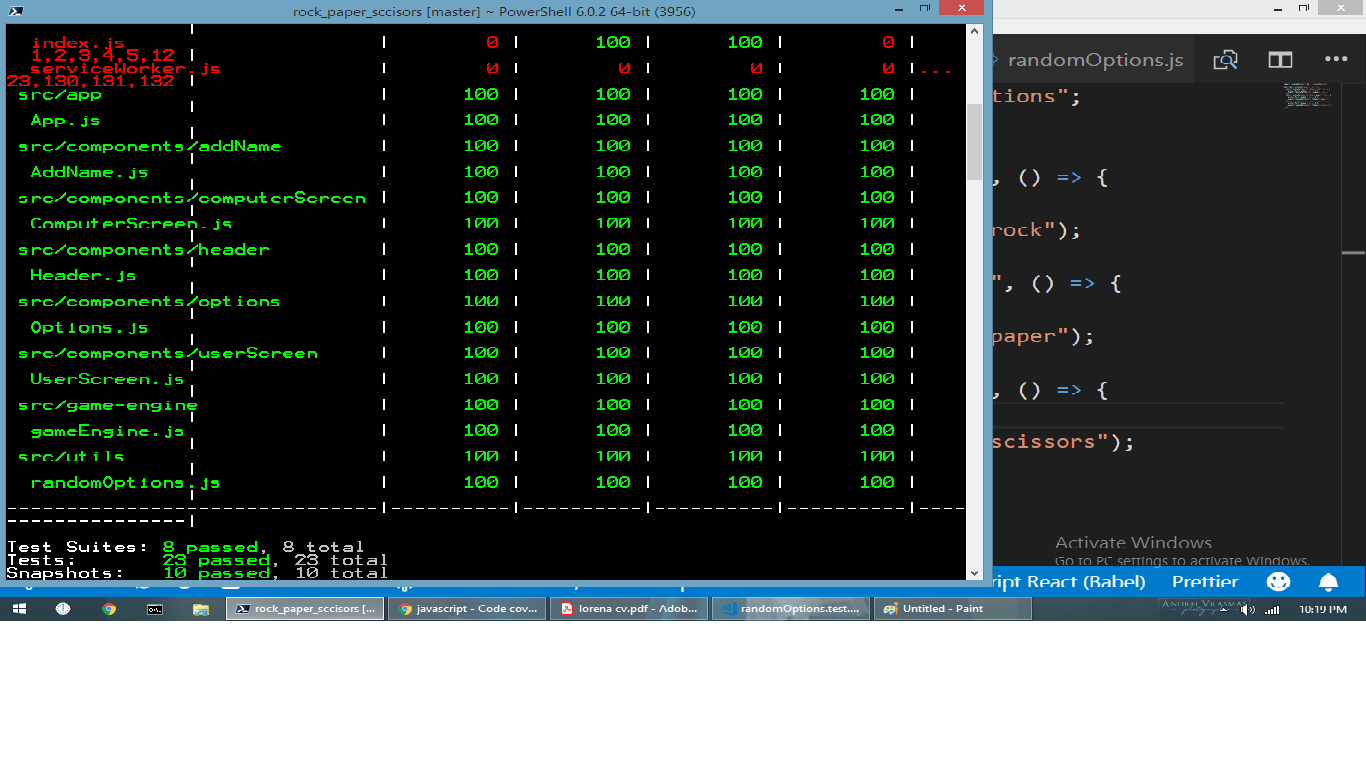 rock_paper_sccisors [master] ~ PowerShell 6.0.2 64-bit (3956)
index.js | 0 | 100 | 100 | 0 |
1,2,3,4,5,12 |
serviceWorker.js | 0 | 0 | 0 | 0 |...
23,130,131,132 |
src/app | 100 | 100 | 100 | 100 |
App.js | 100 | 100 | 100 | 100 |
src/components/addName | 100 | 100 | 100 | 100 |
AddName.js | 100 | 100 | 100 | 100 |
src/components/computerScreen | 100 | 100 | 100 | 100 |
ComputerScreen.js | 100 | 100 | 100 | 100 |
src/components/header | 100 | 100 | 100 | 100 |
Header.js | 100 | 100 | 100 | 100 |
src/components/options | 100 | 100 | 100 | 100 |
Options.js | 100 | 100 | 100 | 100 |
src/components/userScreen | 100 | 100 | 100 | 100 |
UserScreen.js | 100 | 100 | 100 | 100 |
src/game-engine | 100 | 100 | 100 | 100 |
gameEngine.js | 100 | 100 | 100 | 100 |
src/utils | 100 | 100 | 100 | 100 |
randomOptions.js | 100 | 100 | 100 | 100 |
Test Suites: 8 passed, 8 total
Tests: 23 passed, 23 total
Snapshots: 10 passed, 10 total
randomOptions.js
tions";
, () => {
rock");
", () => {
paper");
, () => {
scissors");
Activate Windows
Go to PC settings to activate Windows.
ript React (Babel) Prettier
rock_paper_sccisors [... javascript - Code cov... lorena cv.pdf - Adob... randomOptions.test.... Untitled - Paint 10:19 PM